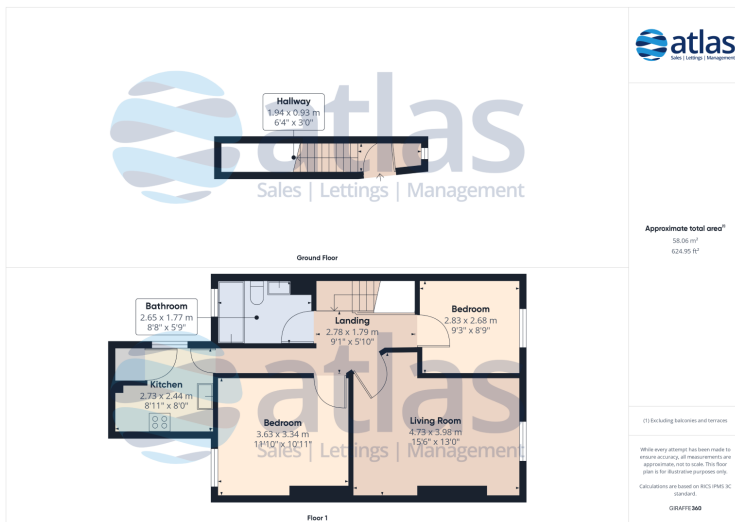 atlas
Sales | Lettings | Management
Hallway
1.94 x 0.93 m
6'4" x 3'0"
Ground Floor
atlas
Sales | Lettings | Management
Bathroom
2.65 x 1.77 m
8'8" x 5'9"
Landing
2.78 x 1.79 m
9'1" x 5'10"
Bedroom
2.83 x 2.68 m
9'3" x 8'9"
Kitchen
2.73 x 2.44 m
8'11" x 8'0"
Bedroom
3.63 x 3.34 m
11'10" x 10'11"
Living Room
4.73 x 3.98 m
15'6" x 13'0"
Floor 1
atlas
Sales | Lettings | Management
Approximate total area⁽¹⁾
58.06 m²
624.95 ft²
(1) Excluding balconies and terraces
While every attempt has been made to
ensure accuracy, all measurements are
approximate, not to scale. This floor
plan is for illustrative purposes only.
Calculations are based on RICS IPMS 3C
standard.
GIRAFFE360